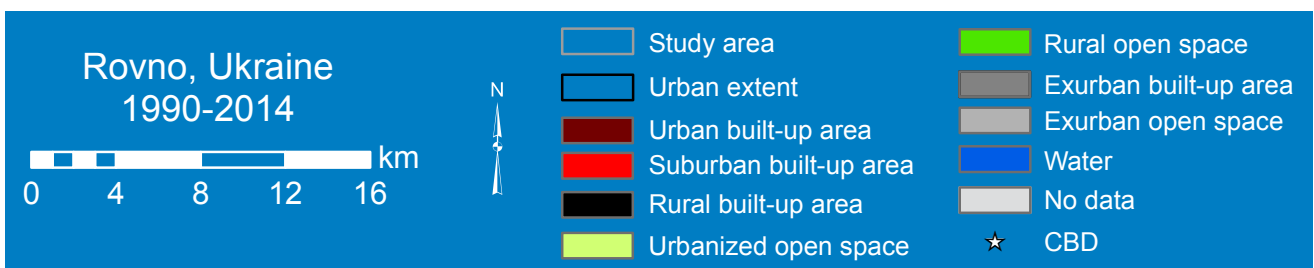 Rovno, Ukraine
1990-2014
km
0 4 8 12 16
N
Study area
Urban extent
Urban built-up area
Suburban built-up area
Rural built-up area
Urbanized open space
Rural open space
Exurban built-up area
Exurban open space
Water
No data
CBD